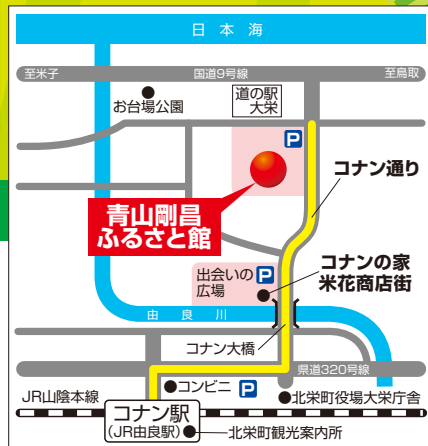 日本海
至米子
国道9号線
至鳥取
お台場公園
道の駅
大栄
P
コナン通り
青山剛昌
ふるさと館
出会いの
広場
P
コナンの家
米花商店街
由良川
コナン大橋
県道320号線
コンビニ
P
北栄町役場大栄庁舎
JR山陰本線
コナン駅
(JR由良駅)
北栄町観光案内所